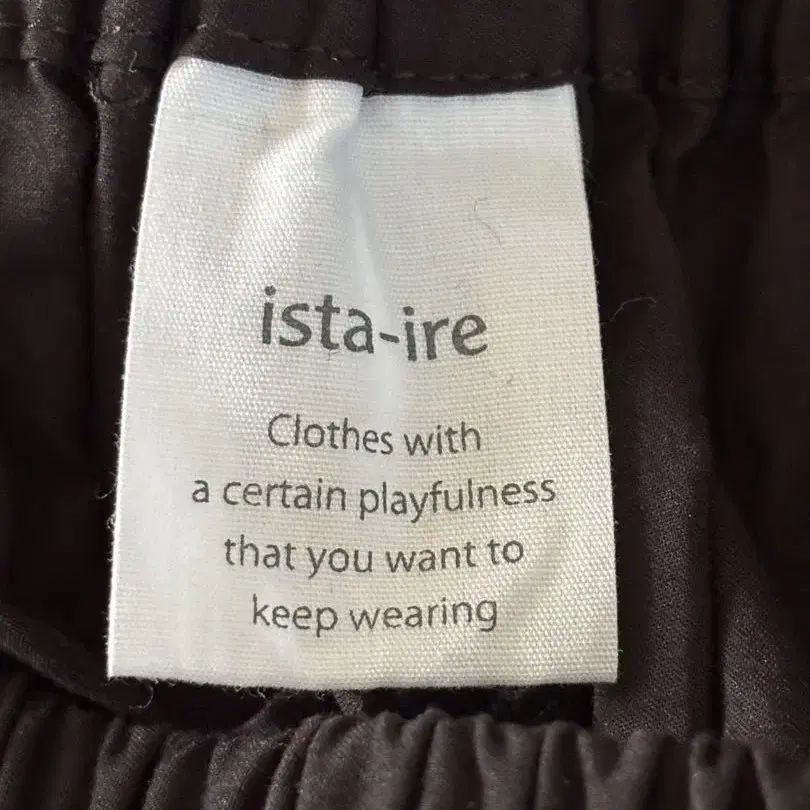 ista-ire
Clothes with
a certain playfulness
that you want to
keep wearing